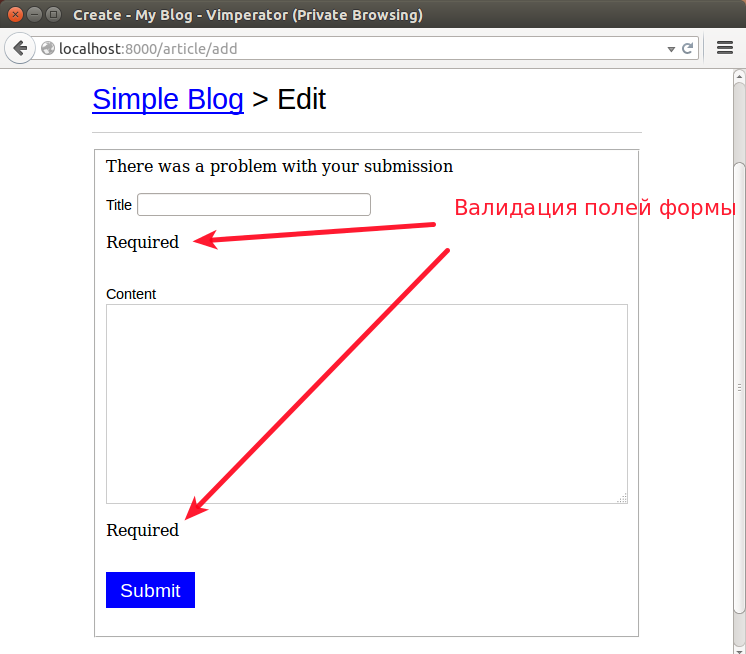 Create - My Blog - Vimperator (Private Browsing)
localhost:8000/article/add
Simple Blog > Edit
There was a problem with your submission
Title
Валидация полей формы
Required
Content
Required
Submit